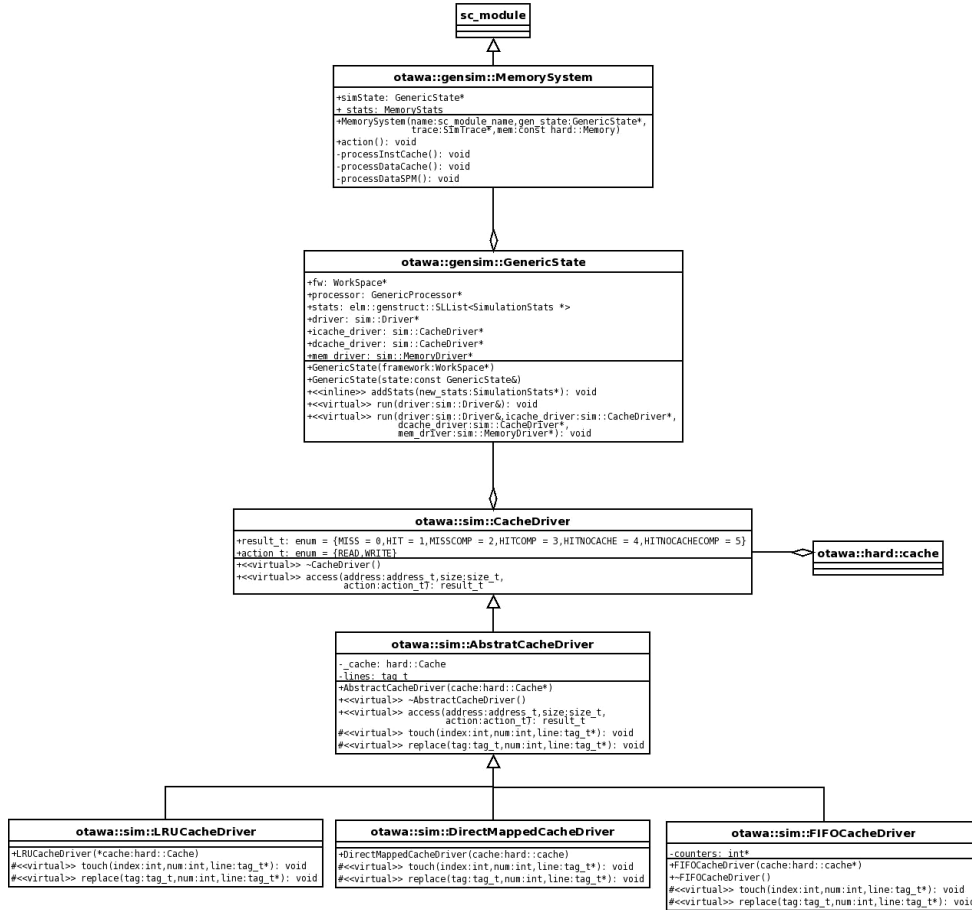 sc_module
otawa::gensim::MemorySystem
+simState: GenericState*
+ stats: MemoryStats
+MemorySystem(name:sc_module_name,gen_state:GenericState*,
trace:SimTrace*,mem:const hard::Memory)
+action(): void
-processInstCache(): void
-processDataCache(): void
-processDataSPM(): void
otawa::gensim::GenericState
+fw: WorkSpace*
+processor: GenericProcessor*
+stats: elm::genstruct::SLList<SimulationStats *>
+driver: sim::Driver*
+icache_driver: sim::CacheDriver*
+dcache_driver: sim::CacheDriver*
+mem_driver: sim::MemoryDriver*
+GenericState(framework:WorkSpace*)
+GenericState(state:const GenericState&)
+<<inline>> addStats(new_stats:SimulationStats*): void
+<<virtual>> run(driver:sim::Driver&): void
+<<virtual>> run(driver:sim::Driver&,icache_driver:sim::CacheDriver*,
dcache_driver:sim::CacheDriver*,
mem_driver:sim::MemoryDriver*): void
otawa::sim::CacheDriver
+result_t: enum = {MISS = 0,HIT = 1,MISSCOMP = 2,HITCOMP = 3,HITNOCACHE = 4,HITNOCACHECOMP = 5}
+action_t: enum = {READ,WRITE}
+<<virtual>> ~CacheDriver()
+<<virtual>> access(address:address_t,size:size_t,
action:action_t): result_t
otawa::hard::cache
otawa::sim::AbstratCacheDriver
-_cache: hard::Cache
-lines: tag_t
+AbstractCacheDriver(cache:hard::Cache*)
+<<virtual>> ~AbstractCacheDriver()
+<<virtual>> access(address:address_t,size:size_t,
action:action_t): result_t
#<<virtual>> touch(index:int,num:int,line:tag_t*): void
#<<virtual>> replace(tag:tag_t,num:int,line:tag_t*): void
otawa::sim::LRUCacheDriver
+LRUCacheDriver(*cache:hard::Cache)
#<<virtual>> touch(index:int,num:int,line:tag_t*): void
#<<virtual>> replace(tag:tag_t,num:int,line:tag_t*): void
otawa::sim::DirectMappedCacheDriver
+DirectMappedCacheDriver(cache:hard::cache)
#<<virtual>> touch(index:int,num:int,line:tag_t*): void
#<<virtual>> replace(tag:tag_t,num:int,line:tag_t*): void
otawa::sim::FIFOCacheDriver
-counters: int*
+FIFOCacheDriver(cache:hard::cache*)
+~FIFOCacheDriver()
#<<virtual>> touch(index:int,num:int,line:tag_t*): void
#<<virtual>> replace(tag:tag_t,num:int,line:tag_t*): void